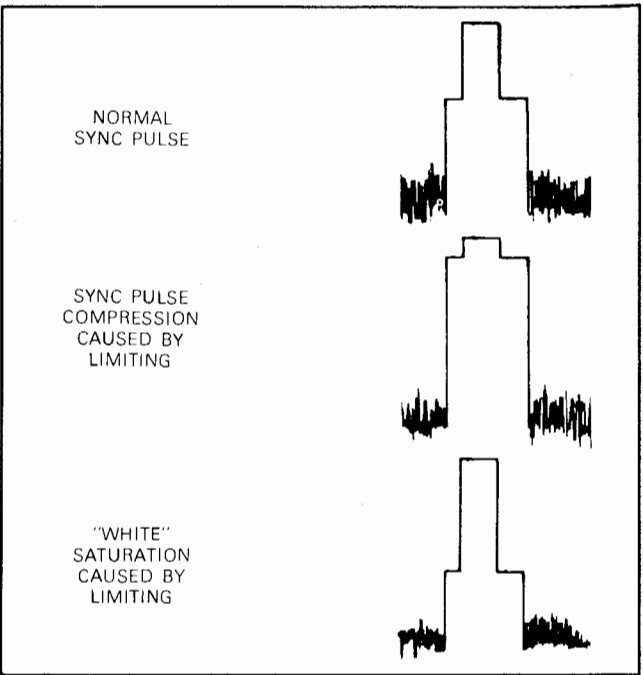 NORMAL
SYNC PULSE
SYNC PULSE
COMPRESSION
CAUSED BY
LIMITING
"WHITE"
SATURATION
CAUSED BY
LIMITING